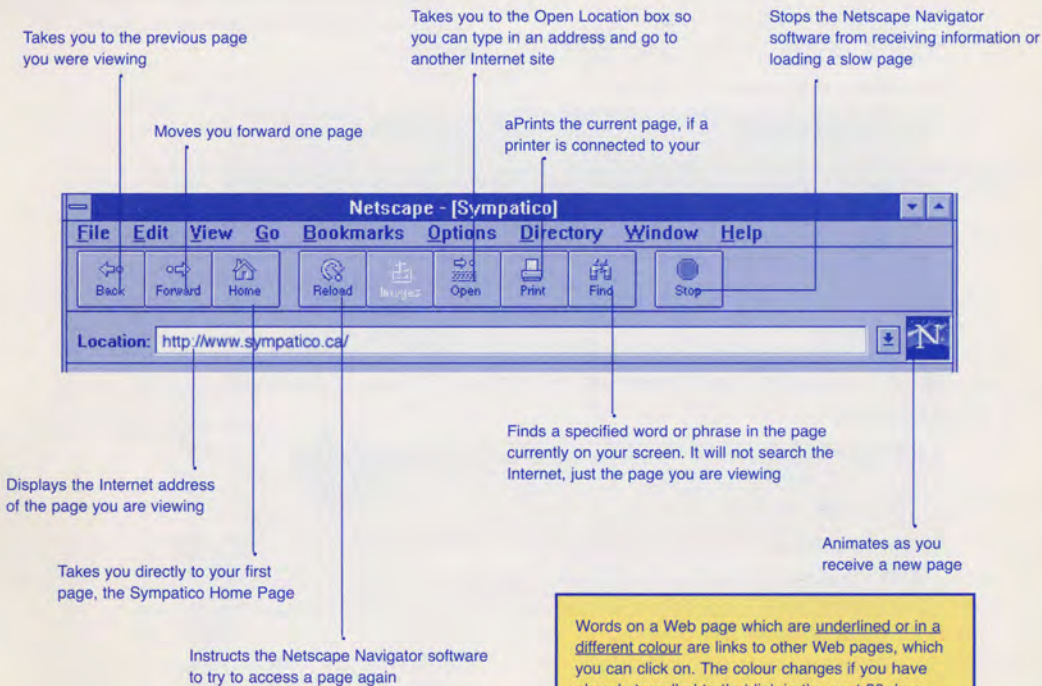 Takes you to the previous page
you were viewing
Moves you forward one page
Takes you to the Open Location box so
you can type in an address and go to
another Internet site
aPrints the current page, if a
printer is connected to your
Stops the Netscape Navigator
software from receiving information or
loading a slow page
Netscape - [Sympatico]
File Edit View Go Bookmarks Options Directory Window Help
Back Forward Home Reload Images Open Print Find Stop
Location: http://www.sympatico.ca/
N
Displays the Internet address
of the page you are viewing
Takes you directly to your first
page, the Sympatico Home Page
Instructs the Netscape Navigator software
to try to access a page again
Finds a specified word or phrase in the page
currently on your screen. It will not search the
Internet, just the page you are viewing
Animates as you
receive a new page
Words on a Web page which are underlined or in a
different colour are links to other Web pages, which
you can click on. The colour changes if you have